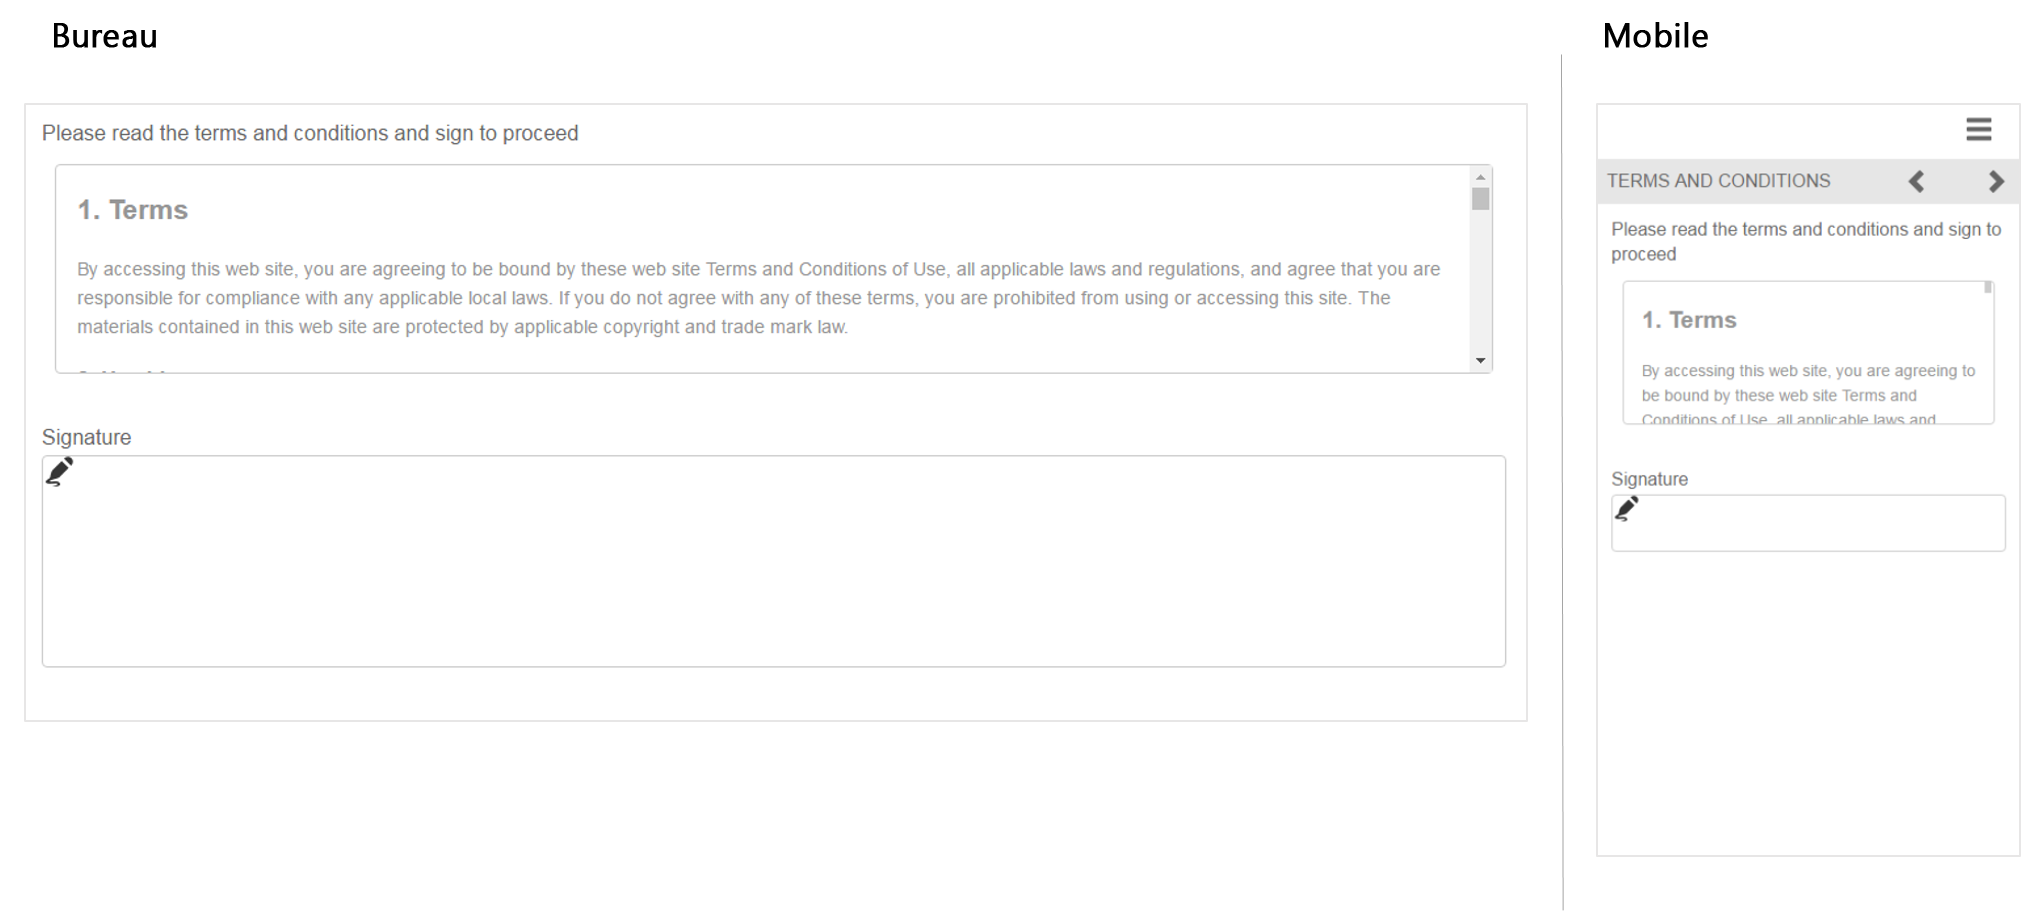 Bureau
Please read the terms and conditions and sign to proceed
1. Terms
By accessing this web site, you are agreeing to be bound by these web site Terms and Conditions of Use, all applicable laws and regulations, and agree that you are
responsible for compliance with any applicable local laws. If you do not agree with any of these terms, you are prohibited from using or accessing this site. The
materials contained in this web site are protected by applicable copyright and trade mark law.
Signature
Mobile
TERMS AND CONDITIONS
Please read the terms and conditions and sign to
proceed
1. Terms
By accessing this web site, you are agreeing to
be bound by these web site Terms and
Conditions of Use, all applicable laws and
Signature